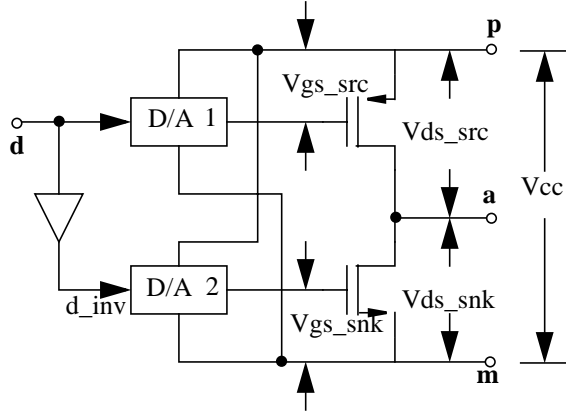 p
Vgs_src
D/A 1
d
Vds_src
Vcc
a
D/A 2
d_inv
Vgs_snk
Vds_snk
m